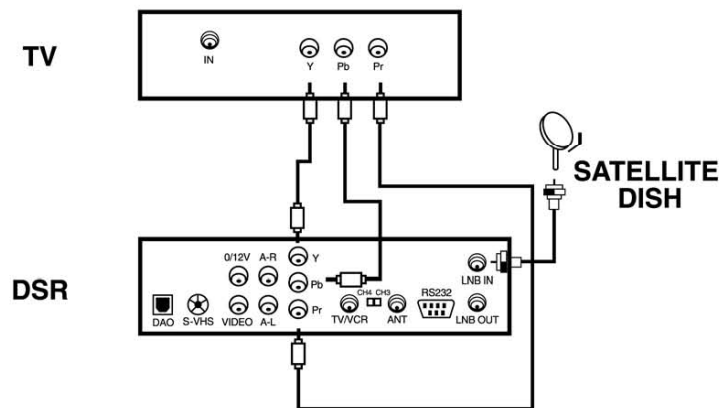 TV
IN
Y
Pb
Pr
SATELLITE
DISH
DSR
0/12V
A-R
Y
LNB IN
Pb
CH4 CH3
RS232
Pr
DAO
S-VHS
VIDEO
A-L
TV/VCR
ANT
LNB OUT